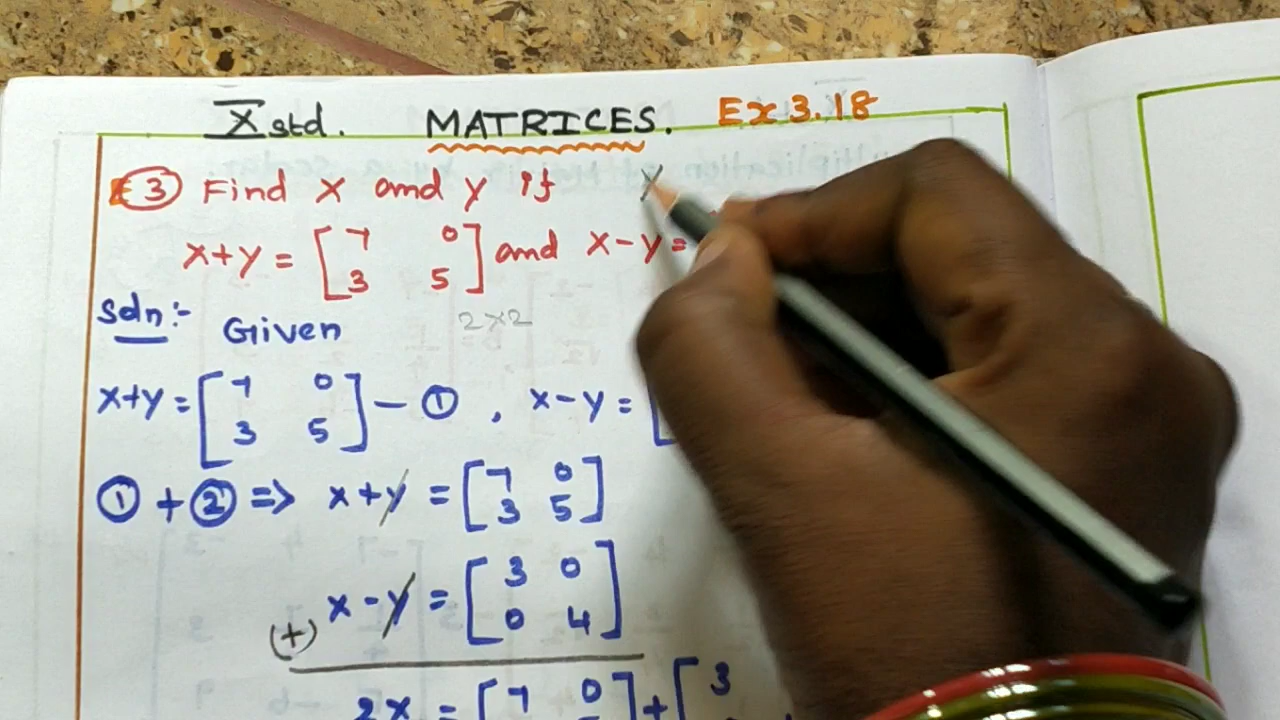 X std. MATRICES. Ex 3.18
3 Find X and Y if X
X+Y = [ 7 0 ] and X-Y =
3 5
Soln:- Given 2×2
X+Y = [ 7 0 ] - ① , X-Y = [
3 5
① + ② => X+Y = [ 7 0 ]
3 5
X-Y = [ 3 0 ]
(+) 0 4
2X = [ 7 0 ] + [ 3